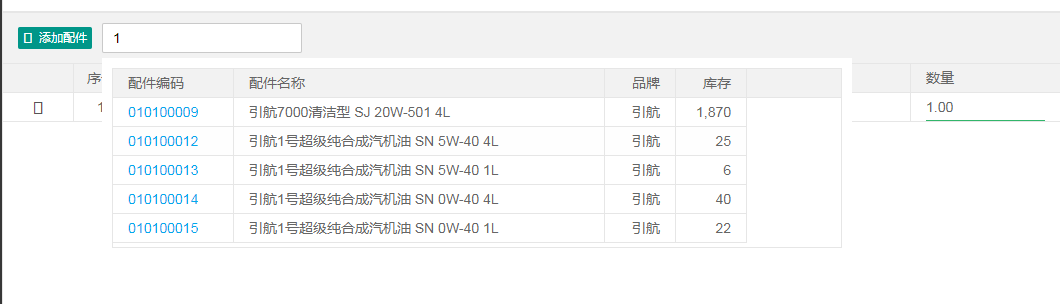 添加配件 1
配件编码 配件名称 品牌 库存 数量
010100009 引航7000清洁型 SJ 20W-501 4L 引航 1,870 1.00
010100012 引航1号超级纯合成汽机油 SN 5W-40 4L 引航 25
010100013 引航1号超级纯合成汽机油 SN 5W-40 1L 引航 6
010100014 引航1号超级纯合成汽机油 SN 0W-40 4L 引航 40
010100015 引航1号超级纯合成汽机油 SN 0W-40 1L 引航 22